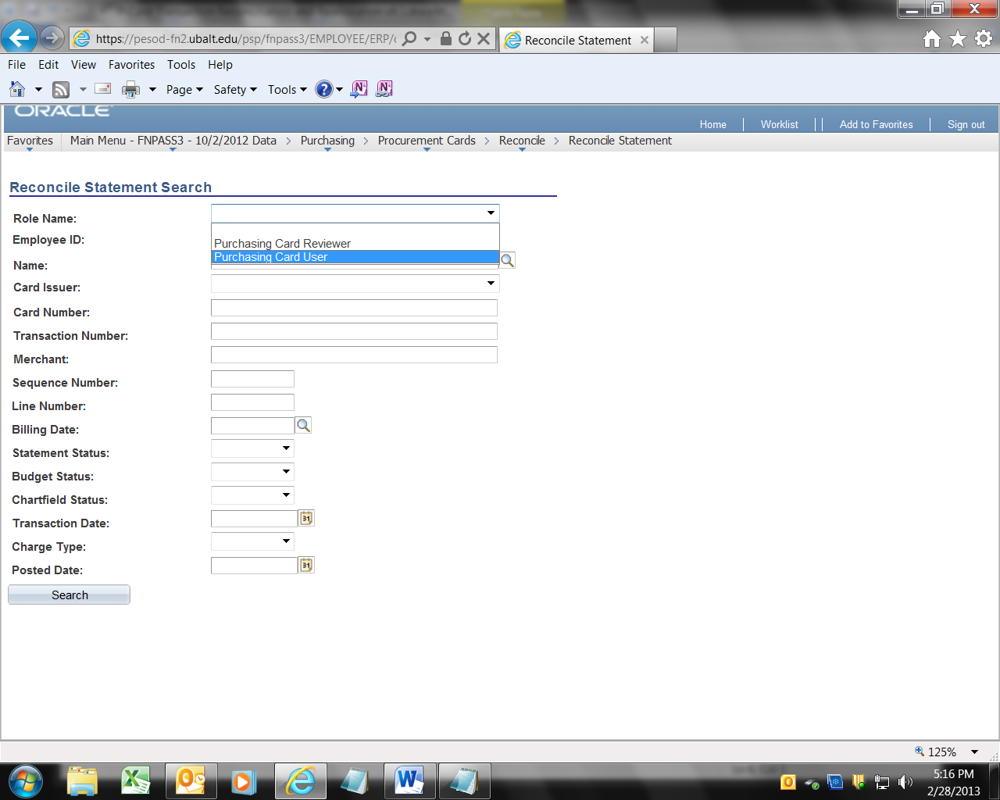 https://pesod-fn2.ubalt.edu/psp/fnpass3/EMPLOYEE/ERP/
Reconcile Statement
File Edit View Favorites Tools Help
Page Safety Tools
ORACLE
Home Worklist Add to Favorites Sign out
Favorites Main Menu - FNPASS3 - 10/2/2012 Data > Purchasing > Procurement Cards > Reconcile > Reconcile Statement
Reconcile Statement Search
Role Name:
Employee ID:
Purchasing Card Reviewer
Purchasing Card User
Name:
Card Issuer:
Card Number:
Transaction Number:
Merchant:
Sequence Number:
Line Number:
Billing Date:
Statement Status:
Budget Status:
Chartfield Status:
Transaction Date:
31
Charge Type:
Posted Date:
31
Search
125%
5:16 PM
2/28/2013